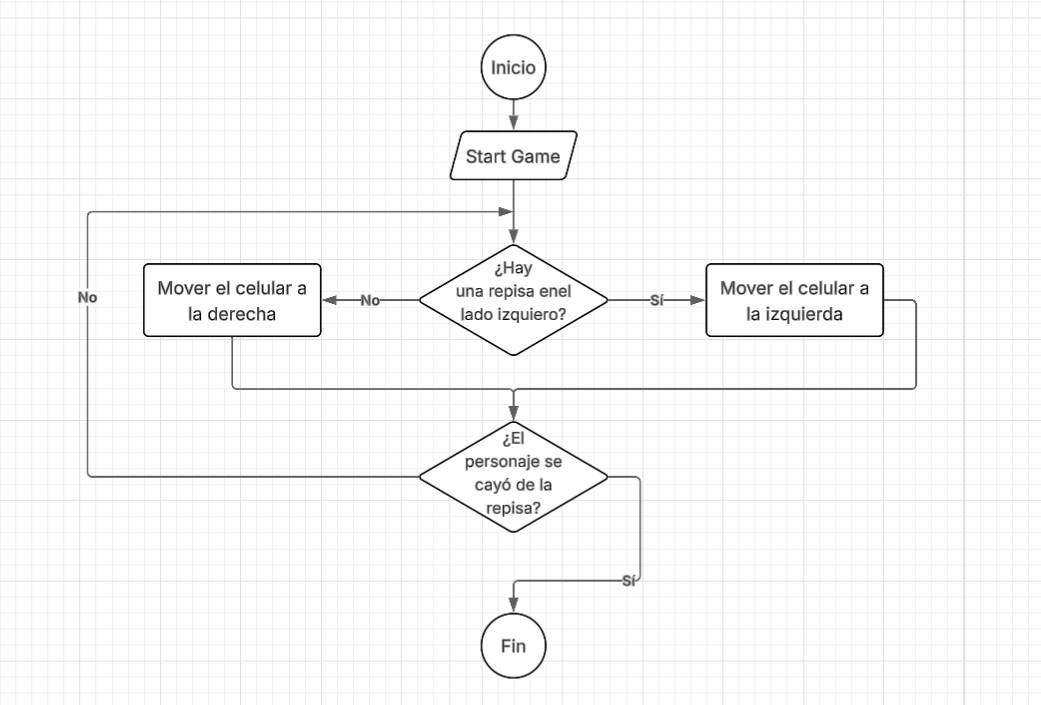 Inicio
Start Game
¿Hay
una repisa enel
lado izquiero?
No
Mover el celular a
la derecha
No
Sí
Mover el celular a
la izquierda
¿El
personaje se
cayó de la
repisa?
Sí
Fin